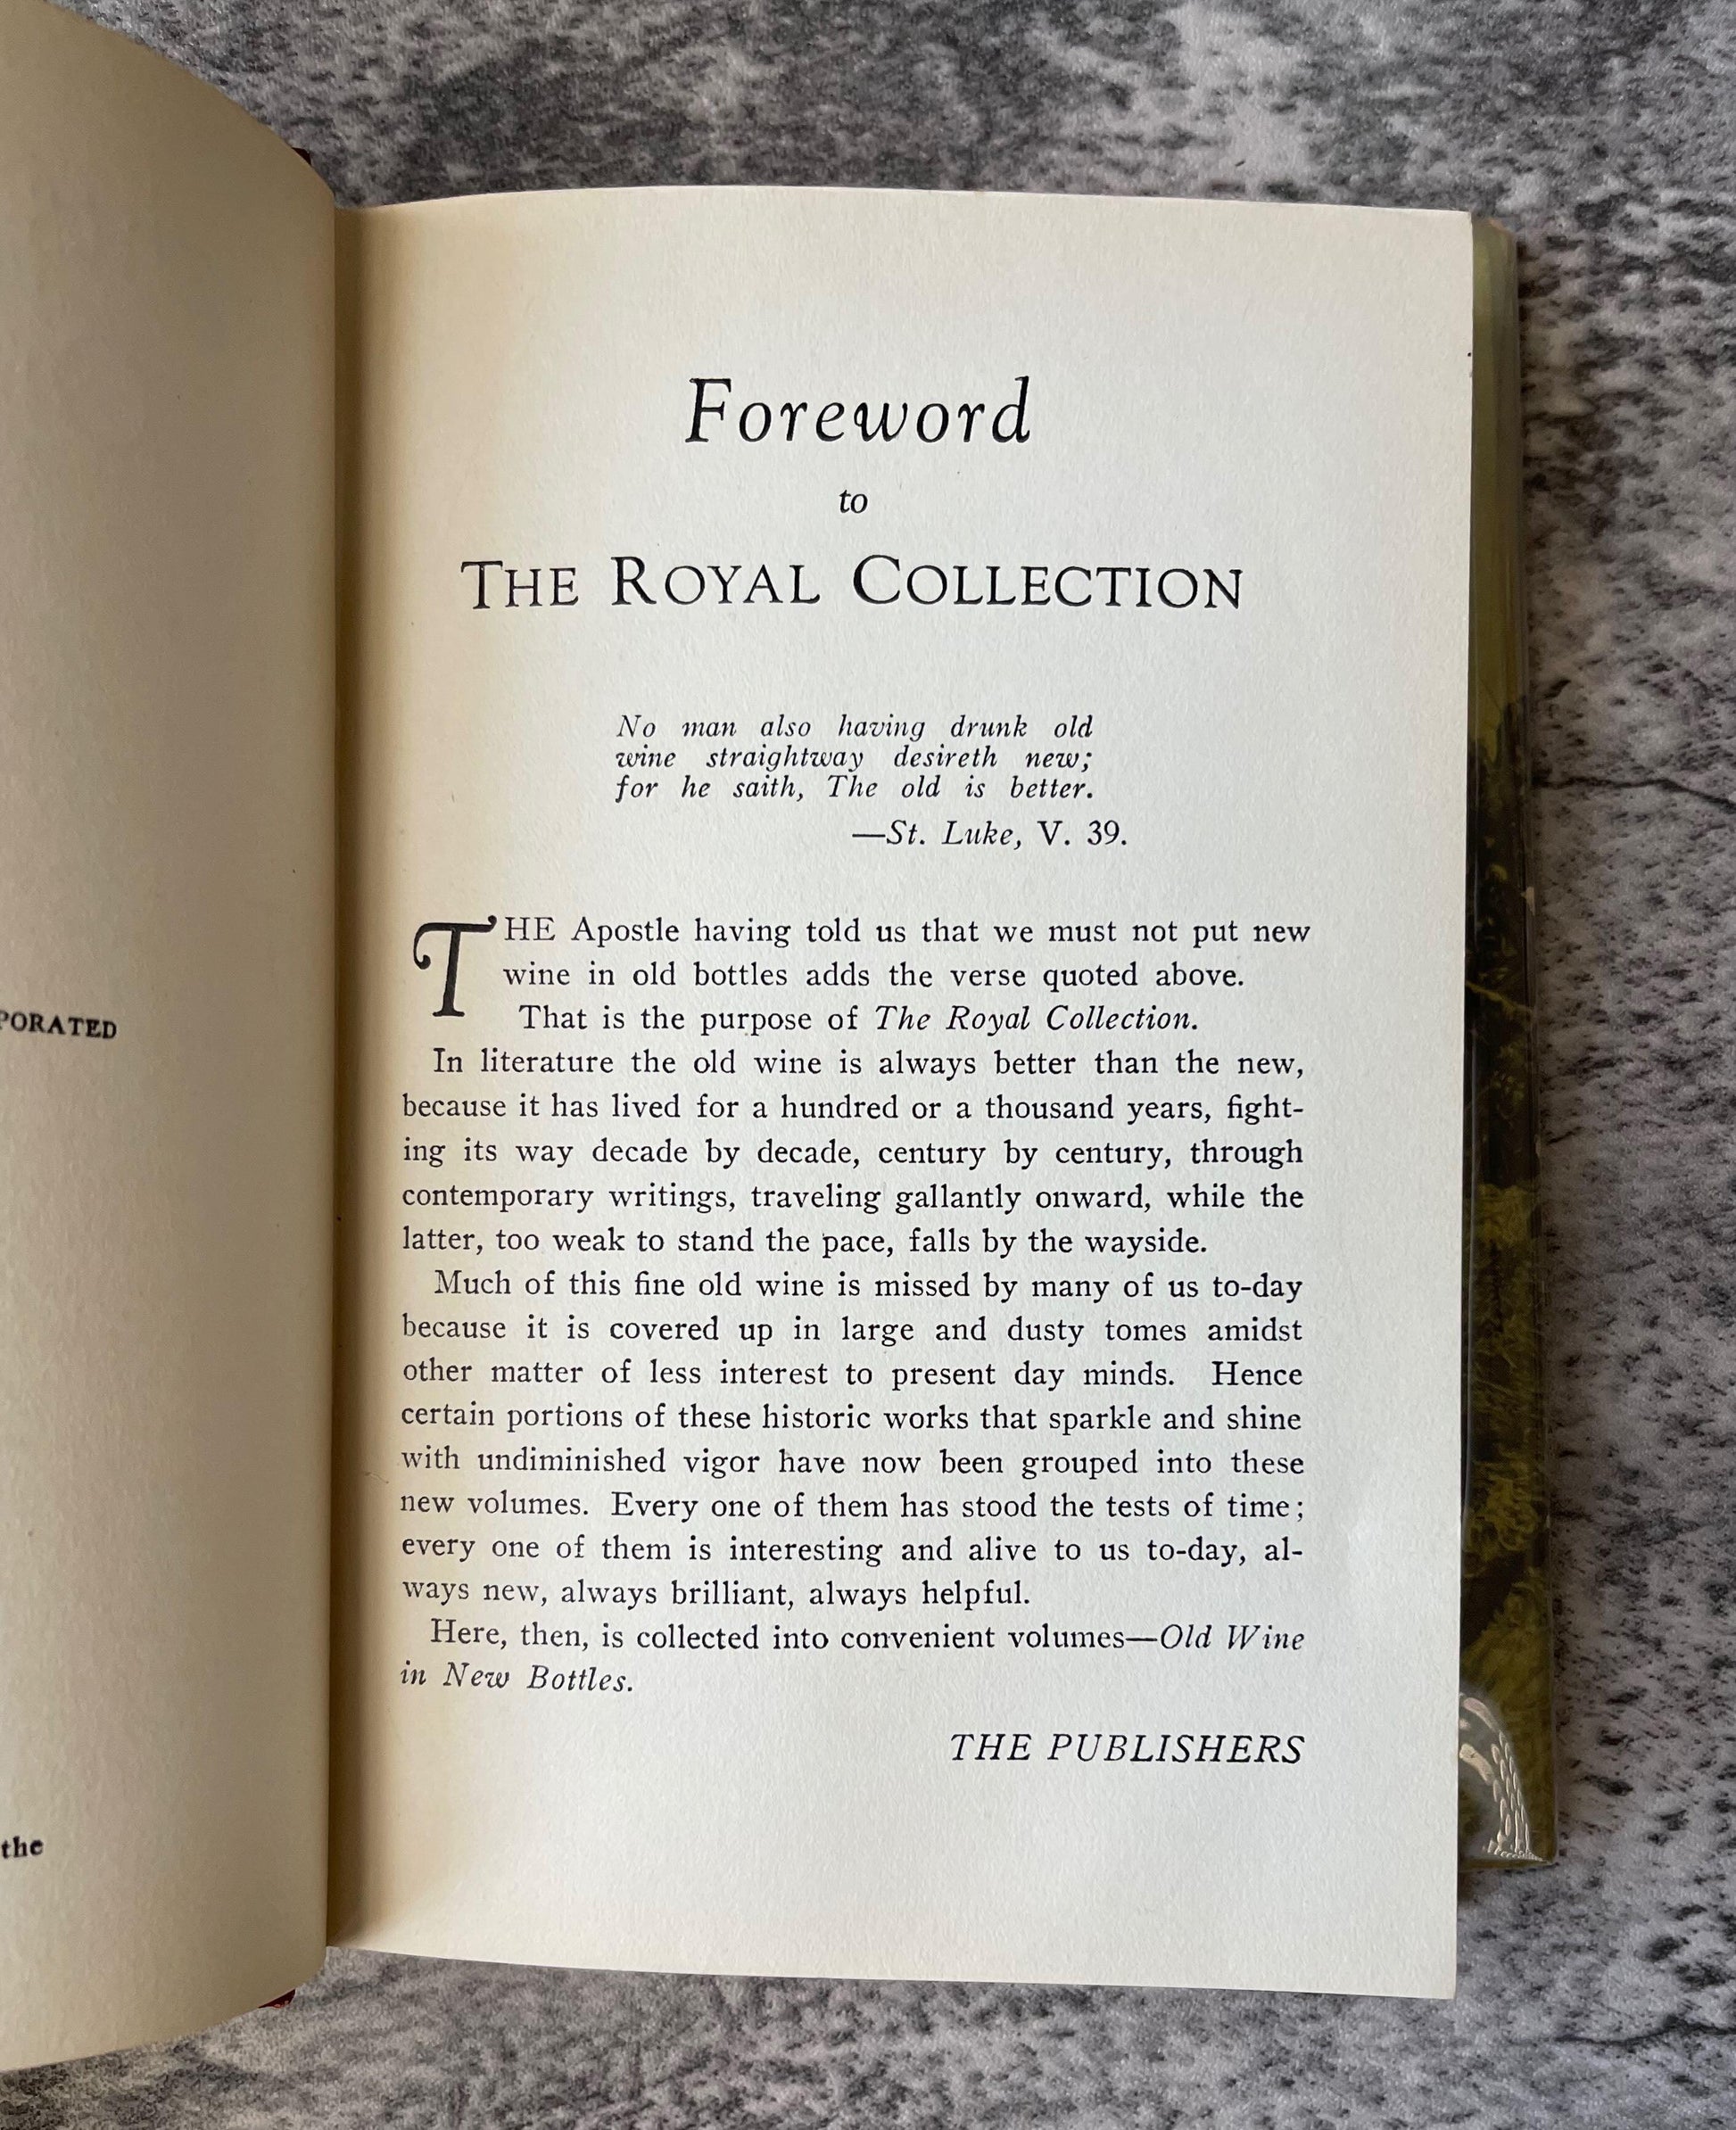 PORATED
the
Foreword
to
THE ROYAL COLLECTION
No man also having drunk old
wine straightway desireth new;
for he saith, The old is better.
—St. Luke, V. 39.
THE Apostle having told us that we must not put new
wine in old bottles adds the verse quoted above.
That is the purpose of The Royal Collection.
In literature the old wine is always better than the new,
because it has lived for a hundred or a thousand years, fight-
ing its way decade by decade, century by century, through
contemporary writings, traveling gallantly onward, while the
latter, too weak to stand the pace, falls by the wayside.
Much of this fine old wine is missed by many of us to-day
because it is covered up in large and dusty tomes amidst
other matter of less interest to present day minds. Hence
certain portions of these historic works that sparkle and shine
with undiminished vigor have now been grouped into these
new volumes. Every one of them has stood the tests of time;
every one of them is interesting and alive to us to-day, al-
ways new, always brilliant, always helpful.
Here, then, is collected into convenient volumes—Old Wine
in New Bottles.
THE PUBLISHERS